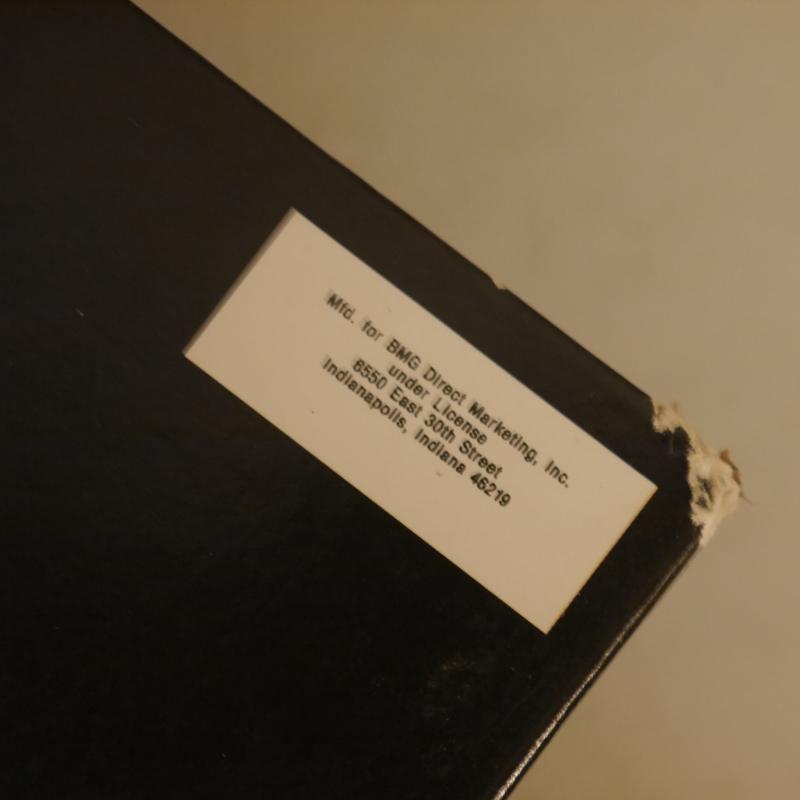 Mfd. for BMG Direct Marketing, Inc.
under License
6550 East 30th Street
Indianapolis, Indiana 46219